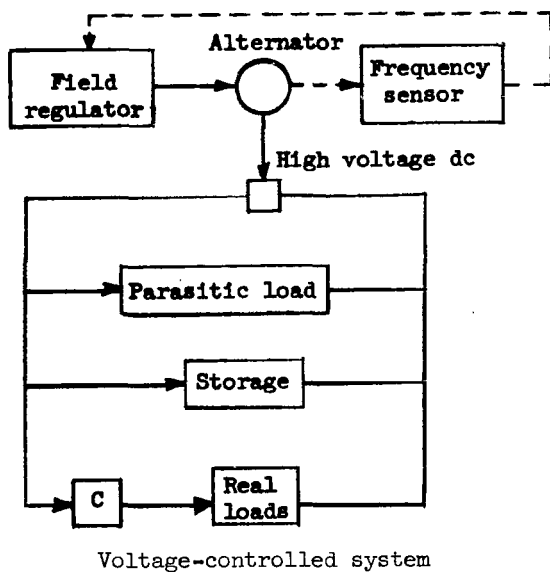 Alternator
Field
regulator
Frequency
sensor
High voltage dc
Parasitic load
Storage
C
Real
loads
Voltage-controlled system